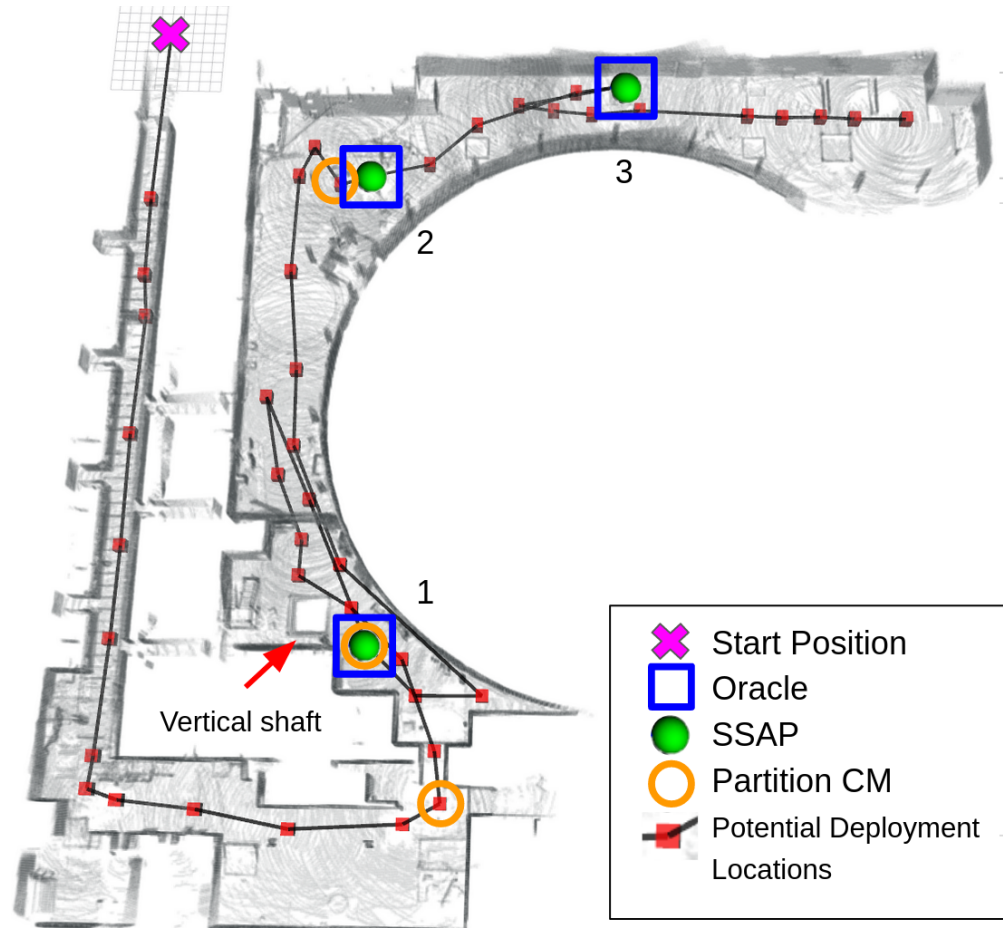 3
2
1
Vertical shaft
Start Position
Oracle
SSAP
Partition CM
Potential Deployment
Locations